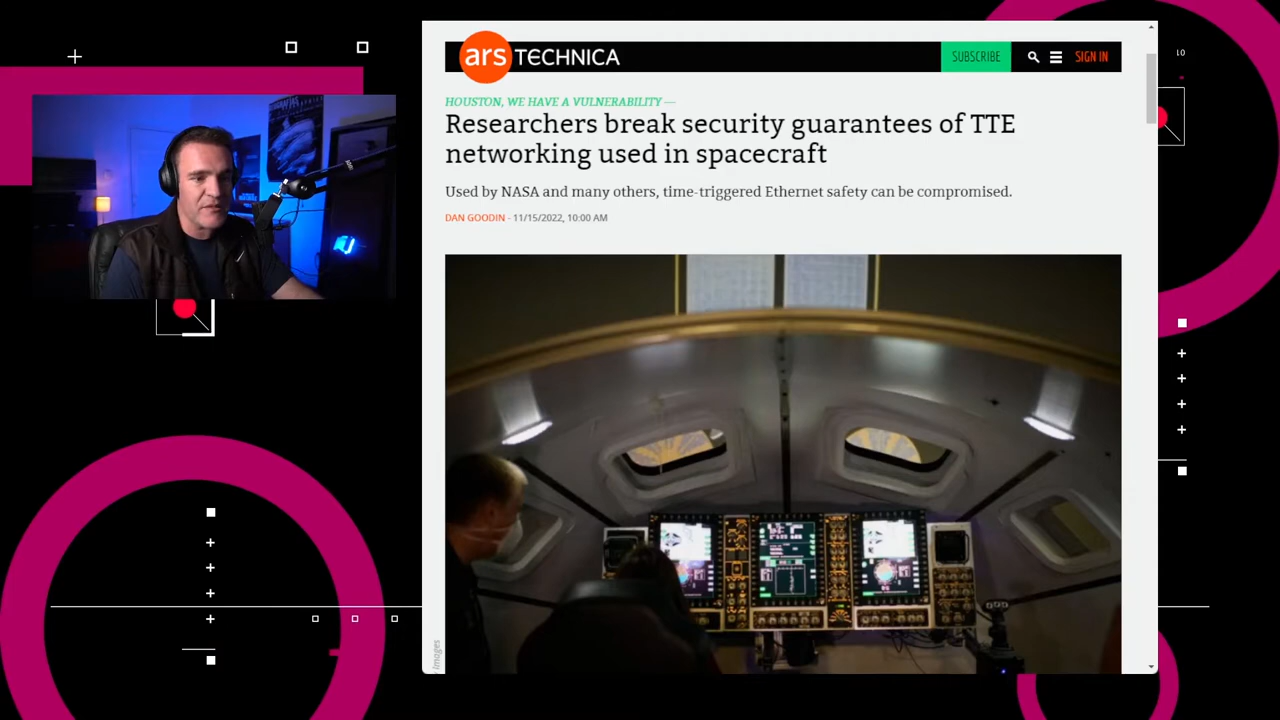 ars TECHNICA
SUBSCRIBE
SIGN IN
HOUSTON, WE HAVE A VULNERABILITY —
Researchers break security guarantees of TTE
networking used in spacecraft
Used by NASA and many others, time-triggered Ethernet safety can be compromised.
DAN GOODIN - 11/15/2022, 10:00 AM
Images
10